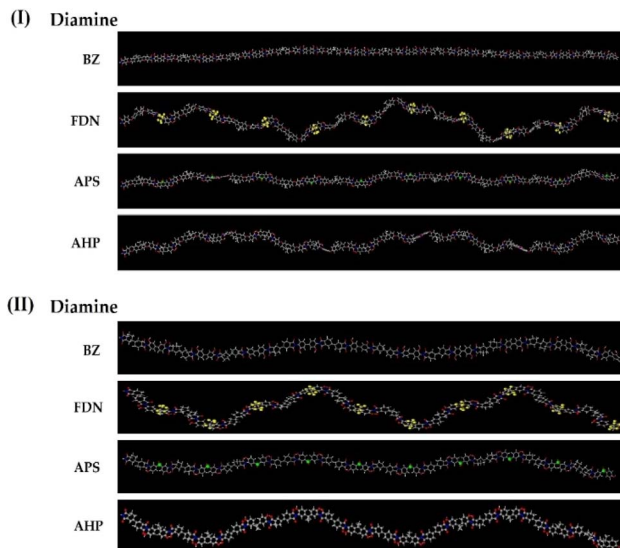 (I) Diamine
BZ
FDN
APS
AHP
(II) Diamine
BZ
FDN
APS
AHP